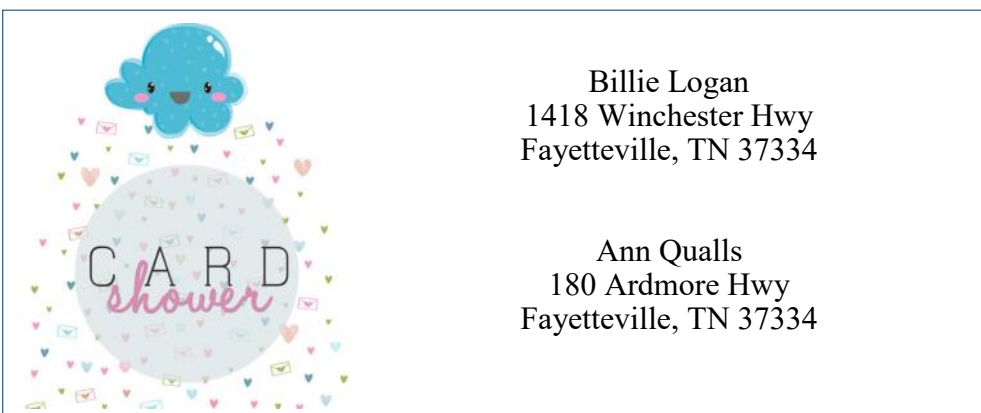 CARD
shower
Billie Logan
1418 Winchester Hwy
Fayetteville, TN 37334
Ann Qualls
180 Ardmore Hwy
Fayetteville, TN 37334